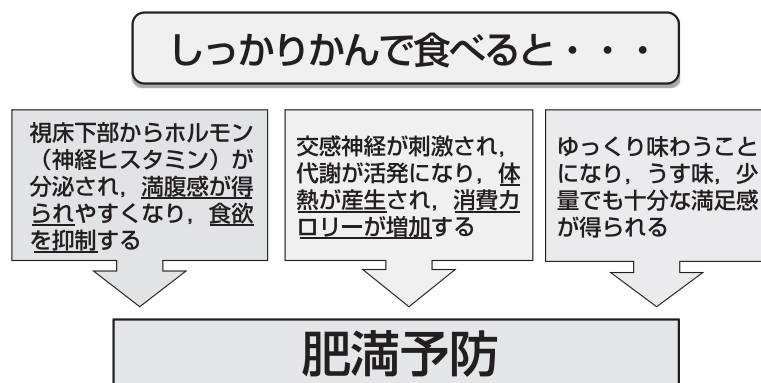 しっかりかんで食べると・・・
視床下部からホルモン
（神経ヒスタミン）が
分泌され，満腹感が得
られやすくなり，食欲
を抑制する
交感神経が刺激され，
代謝が活発になり，体
熱が産生され，消費カ
ロリーが増加する
ゆっくり味わうこと
になり，うす味，少
量でも十分な満足感
が得られる
肥満予防